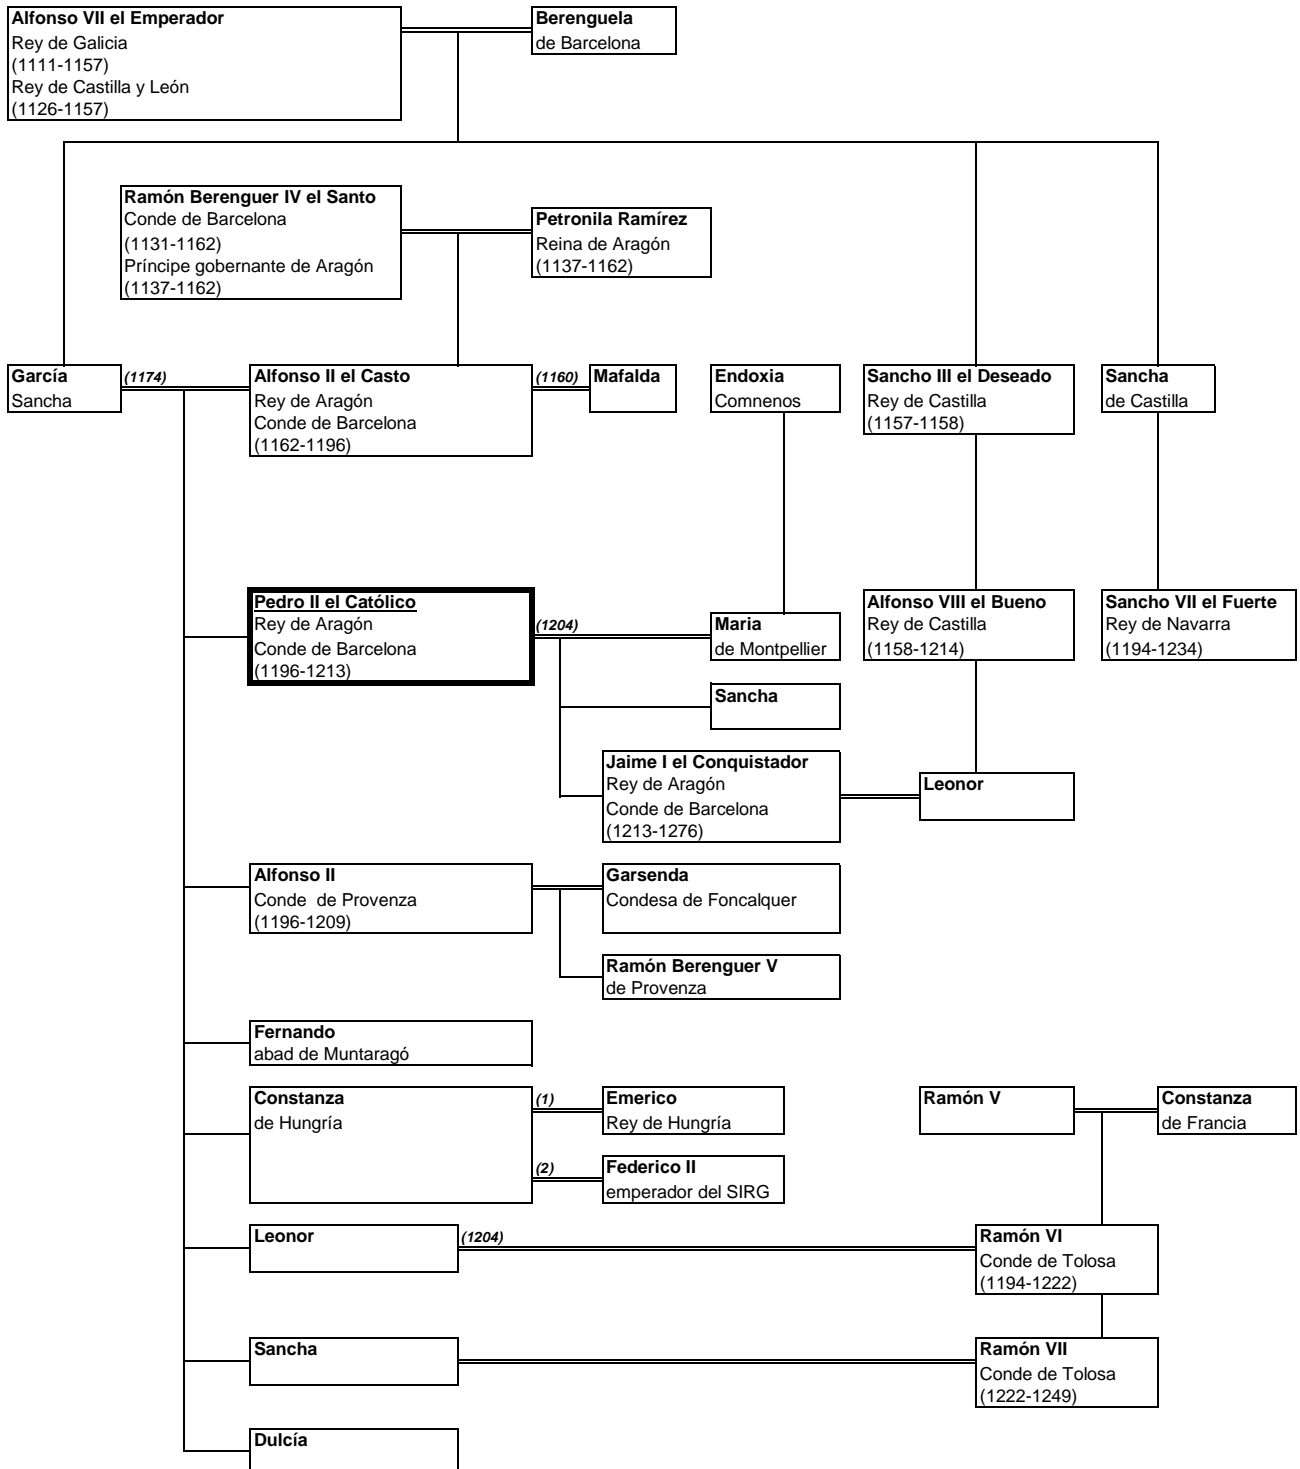 Alfonso VII el Emperador
Rey de Galicia
(1111-1157)
Rey de Castilla y León
(1126-1157)
Berenguela
de Barcelona
Ramón Berenguer IV el Santo
Conde de Barcelona
(1131-1162)
Príncipe gobernante de Aragón
(1137-1162)
Petronila Ramírez
Reina de Aragón
(1137-1162)
García
Sancha
(1174)
Alfonso II el Casto
Rey de Aragón
Conde de Barcelona
(1162-1196)
(1160)
Mafalda
Endoxia
Comnenos
Sancho III el Deseado
Rey de Castilla
(1157-1158)
Sancha
de Castilla
Pedro II el Católico
Rey de Aragón
Conde de Barcelona
(1196-1213)
(1204)
Maria
de Montpellier
Alfonso VIII el Bueno
Rey de Castilla
(1158-1214)
Sancho VII el Fuerte
Rey de Navarra
(1194-1234)
Sancha
Jaime I el Conquistador
Rey de Aragón
Conde de Barcelona
(1213-1276)
Leonor
Alfonso II
Conde  de Provenza
(1196-1209)
Garsenda
Condesa de Foncalquer
Ramón Berenguer V
de Provenza
Fernando
abad de Muntaragó
Constanza
de Hungría
(1)
Emerico
Rey de Hungría
(2)
Federico II
emperador del SIRG
Ramón V
Constanza
de Francia
Leonor
(1204)
Ramón VI
Conde de Tolosa
(1194-1222)
Sancha
Ramón VII
Conde de Tolosa
(1222-1249)
Dulcía